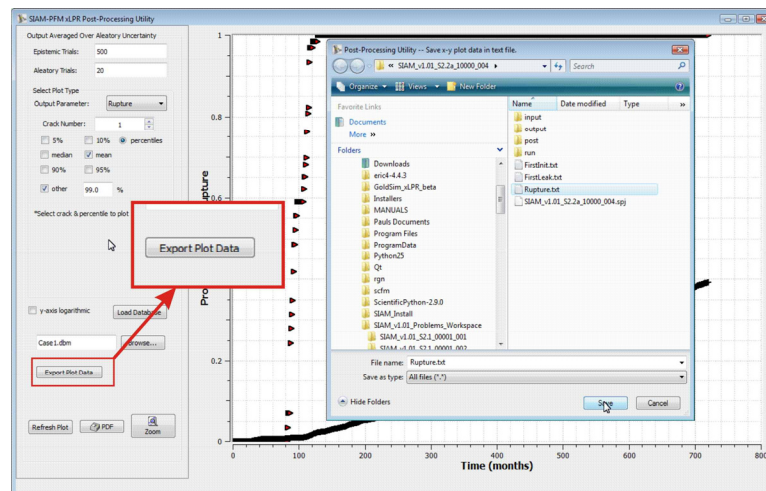 SIAM-PFM xLPR Post-Processing Utility
Output Averaged Over Aleatory Uncertainty
Epistemic Trials: 500
Aleatory Trials: 20
Select Plot Type
Output Parameter: Rupture
Crack Number: 1
5% 10% percentiles
median mean
90% 95%
other 99.0 %
*Select crack & percentile to plot
Export Plot Data
y-axis logarithmic Load Database
Case1.dbm Browse...
Export Plot Data
Refresh Plot PDF Zoom
1
0.8
0.6
0.2
0
0 100 200 300 400 500 600 700 800
Time (months)
Post-Processing Utility -- Save x-y plot data in text file.
« SIAM_v1.01_S2.2a_10000_004 Search
Organize Views New Folder
Favorite Links
Documents
More »
Folders
Downloads
eric4-4.4.3
GoldSim_xLPR_beta
Installers
MANUALS
Pauls Documents
Program Files
ProgramData
Python25
Qt
rgn
scfm
ScientificPython-2.9.0
SIAM_Install
SIAM_v1.01_Problems_Workspace
SIAM_v1.01_S2.1_00001_001
SIAM_v1.01_S2.1_00001_002
Name Date modified Type »
input
output
post
run
FirstInit.txt
FirstLeak.txt
Rupture.txt
SIAM_v1.01_S2.2a_10000_004.spj
File name: Rupture.txt
Save as type: All files (*.*)
Hide Folders Save Cancel